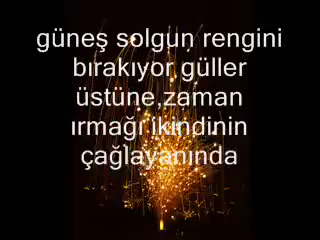 güneş solgun rengini
bırakıyor güller
üstüne,zaman
ırmağı ikindinin
çağlayanında